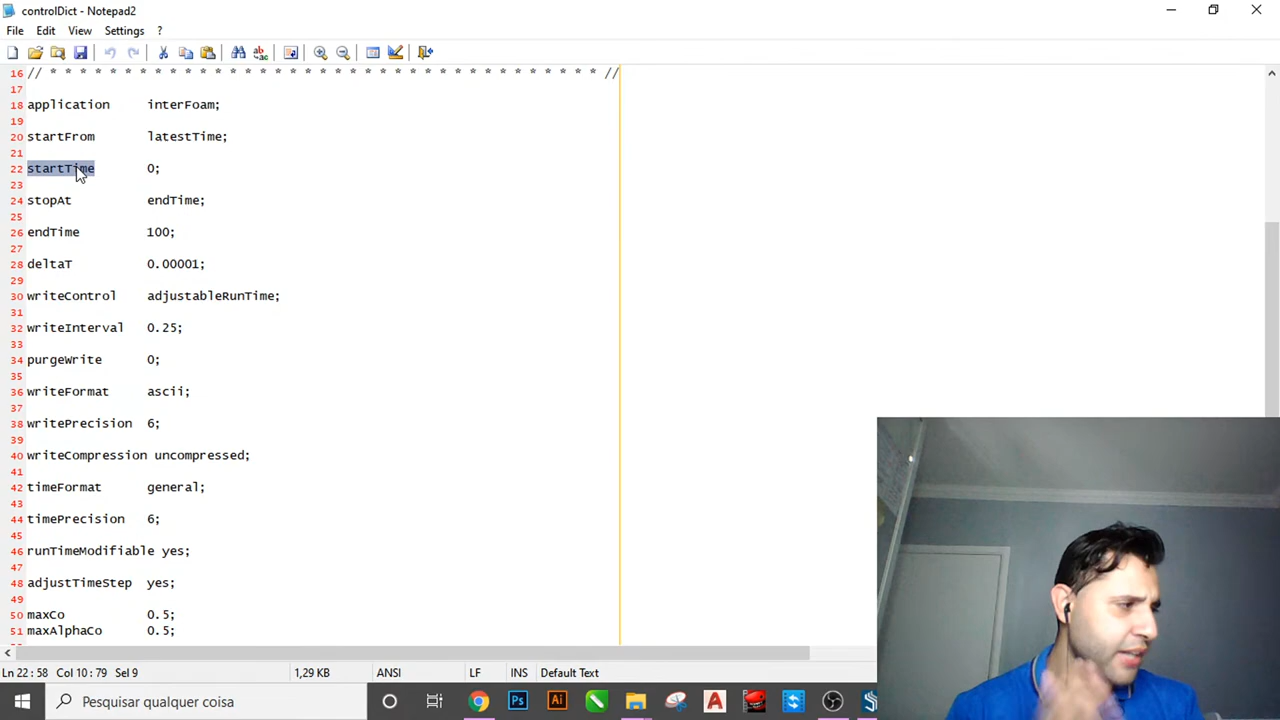 controlDict - Notepad2
File Edit View Settings ?
16 // * * * * * * * * * * * * * * * * * * * * * * * * * * * * * * * * * * * * * //
17
18 application interFoam;
19
20 startFrom latestTime;
21
22 startTime 0;
23
24 stopAt endTime;
25
26 endTime 100;
27
28 deltaT 0.00001;
29
30 writeControl adjustableRunTime;
31
32 writeInterval 0.25;
33
34 purgeWrite 0;
35
36 writeFormat ascii;
37
38 writePrecision 6;
39
40 writeCompression uncompressed;
41
42 timeFormat general;
43
44 timePrecision 6;
45
46 runTimeModifiable yes;
47
48 adjustTimeStep yes;
49
50 maxCo 0.5;
51 maxAlphaCo 0.5;
Ln 22 : 58 Col 10 : 79 Sel 9 1,29 KB ANSI LF INS Default Text
Pesquisar qualquer coisa Ps Ai A